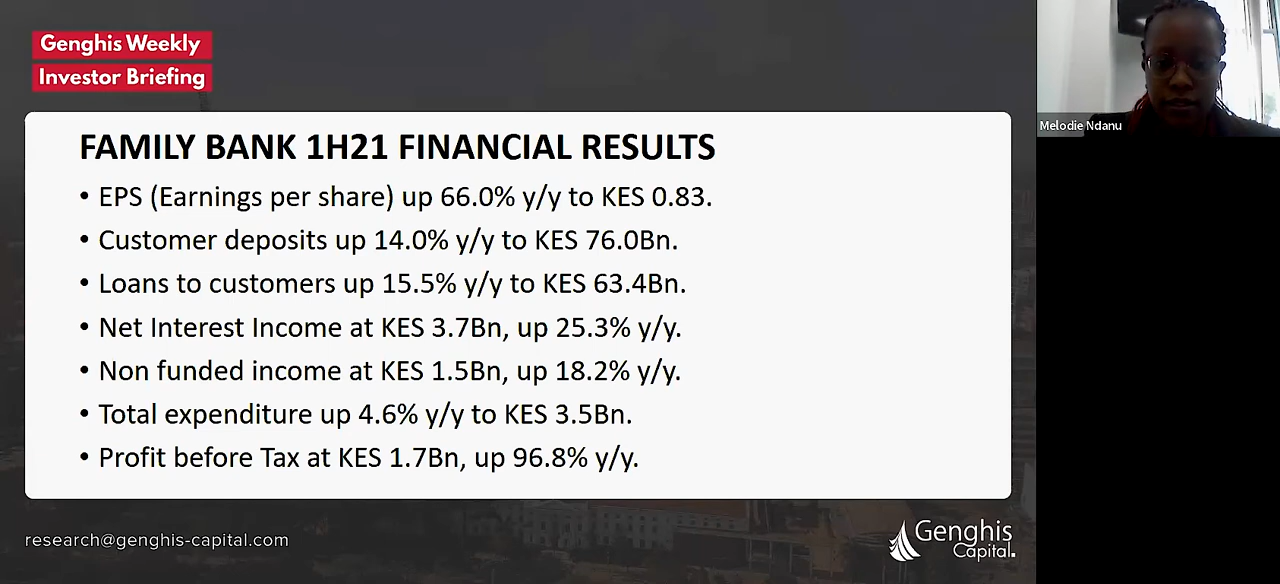 Genghis Weekly
Investor Briefing
FAMILY BANK 1H21 FINANCIAL RESULTS
• EPS (Earnings per share) up 66.0% y/y to KES 0.83.
• Customer deposits up 14.0% y/y to KES 76.0Bn.
• Loans to customers up 15.5% y/y to KES 63.4Bn.
• Net Interest Income at KES 3.7Bn, up 25.3% y/y.
• Non funded income at KES 1.5Bn, up 18.2% y/y.
• Total expenditure up 4.6% y/y to KES 3.5Bn.
• Profit before Tax at KES 1.7Bn, up 96.8% y/y.
research@genghis-capital.com
Genghis
Capital.
Melodie Ndanu